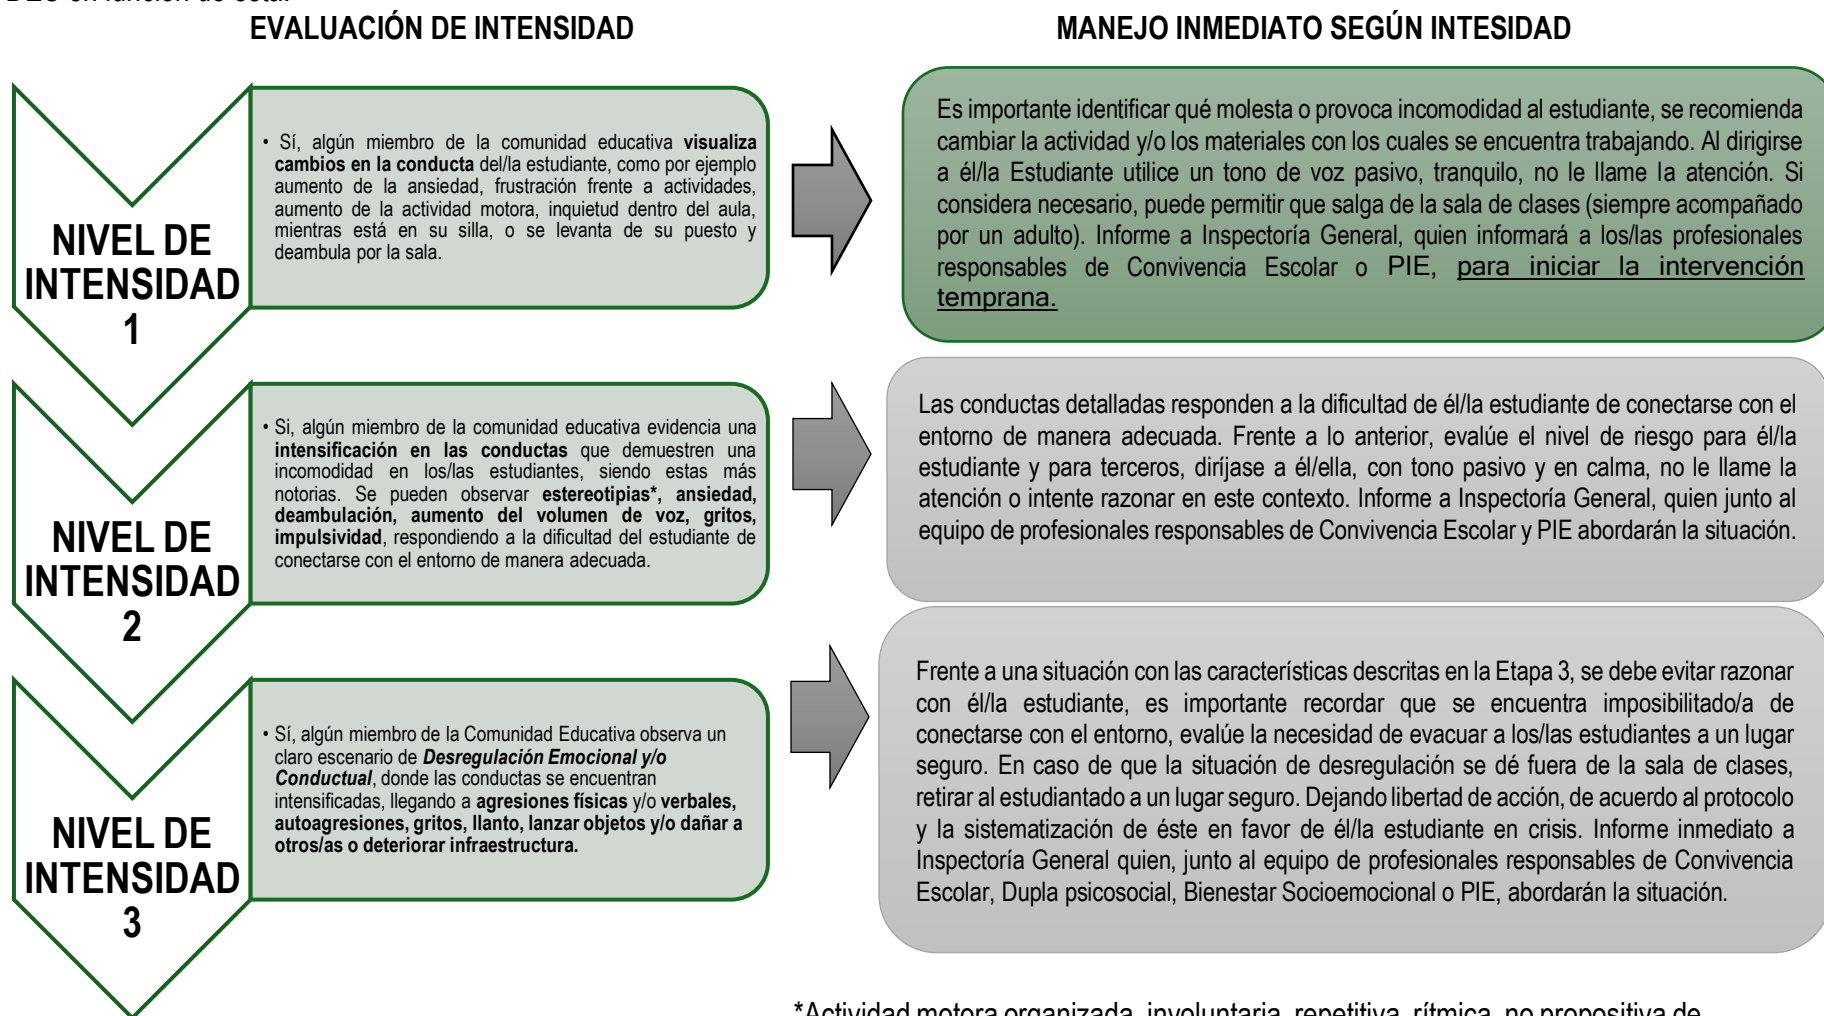 DEC en función de esta.
EVALUACIÓN DE INTENSIDAD
MANEJO INMEDIATO SEGÚN INTESIDAD
NIVEL DE
INTENSIDAD
1
• Sí, algún miembro de la comunidad educativa visualiza
cambios en la conducta del/la estudiante, como por ejemplo
aumento de la ansiedad, frustración frente a actividades,
aumento de la actividad motora, inquietud dentro del aula,
mientras está en su silla, o se levanta de su puesto y
deambula por la sala.
Es importante identificar qué molesta o provoca incomodidad al estudiante, se recomienda
cambiar la actividad y/o los materiales con los cuales se encuentra trabajando. Al dirigirse
a él/la Estudiante utilice un tono de voz pasivo, tranquilo, no le llame la atención. Si
considera necesario, puede permitir que salga de la sala de clases (siempre acompañado
por un adulto). Informe a Inspectoría General, quien informará a los/las profesionales
responsables de Convivencia Escolar o PIE, para iniciar la intervención
temprana.
NIVEL DE
INTENSIDAD
2
• Si, algún miembro de la comunidad educativa evidencia una
intensificación en las conductas que demuestren una
incomodidad en los/las estudiantes, siendo estas más
notorias. Se pueden observar estereotipias*, ansiedad,
deambulación, aumento del volumen de voz, gritos,
impulsividad, respondiendo a la dificultad del estudiante de
conectarse con el entorno de manera adecuada.
Las conductas detalladas responden a la dificultad de él/la estudiante de conectarse con el
entorno de manera adecuada. Frente a lo anterior, evalúe el nivel de riesgo para él/la
estudiante y para terceros, diríjase a él/ella, con tono pasivo y en calma, no le llame la
atención o intente razonar en este contexto. Informe a Inspectoría General, quien junto al
equipo de profesionales responsables de Convivencia Escolar y PIE abordarán la situación.
NIVEL DE
INTENSIDAD
3
• Sí, algún miembro de la Comunidad Educativa observa un
claro escenario de Desregulación Emocional y/o
Conductual, donde las conductas se encuentran
intensificadas, llegando a agresiones físicas y/o verbales,
autoagresiones, gritos, llanto, lanzar objetos y/o dañar a
otros/as o deteriorar infraestructura.
Frente a una situación con las características descritas en la Etapa 3, se debe evitar razonar
con él/la estudiante, es importante recordar que se encuentra imposibilitado/a de
conectarse con el entorno, evalúe la necesidad de evacuar a los/las estudiantes a un lugar
seguro. En caso de que la situación de desregulación se dé fuera de la sala de clases,
retirar al estudiantado a un lugar seguro. Dejando libertad de acción, de acuerdo al protocolo
y la sistematización de éste en favor de él/la estudiante en crisis. Informe inmediato a
Inspectoría General quien, junto al equipo de profesionales responsables de Convivencia
Escolar, Dupla psicosocial, Bienestar Socioemocional o PIE, abordarán la situación.
*Actividad motora organizada, involuntaria, repetitiva, rítmica, no propositiva de